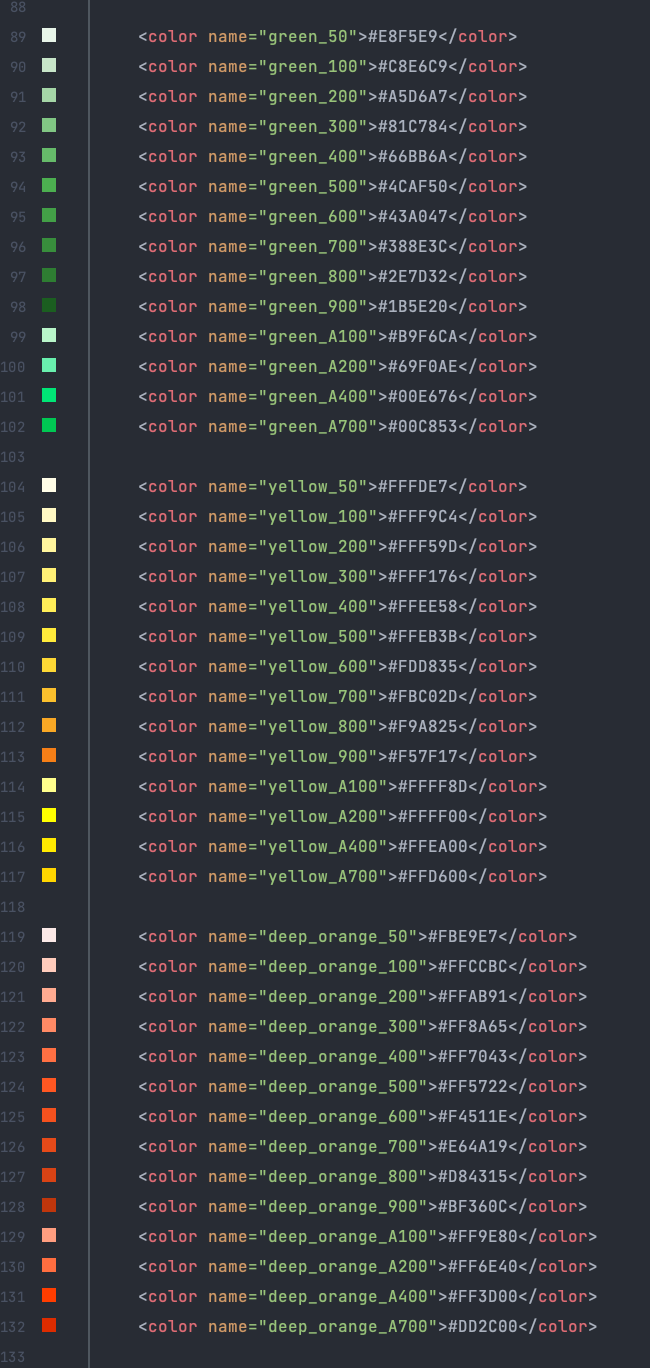 88
89 <color name="green_50">#E8F5E9</color>
90 <color name="green_100">#C8E6C9</color>
91 <color name="green_200">#A5D6A7</color>
92 <color name="green_300">#81C784</color>
93 <color name="green_400">#66BB6A</color>
94 <color name="green_500">#4CAF50</color>
95 <color name="green_600">#43A047</color>
96 <color name="green_700">#388E3C</color>
97 <color name="green_800">#2E7D32</color>
98 <color name="green_900">#1B5E20</color>
99 <color name="green_A100">#B9F6CA</color>
100 <color name="green_A200">#69F0AE</color>
101 <color name="green_A400">#00E676</color>
102 <color name="green_A700">#00C853</color>
103
104 <color name="yellow_50">#FFFDE7</color>
105 <color name="yellow_100">#FFF9C4</color>
106 <color name="yellow_200">#FFF59D</color>
107 <color name="yellow_300">#FFF176</color>
108 <color name="yellow_400">#FFEE58</color>
109 <color name="yellow_500">#FFEB3B</color>
110 <color name="yellow_600">#FDD835</color>
111 <color name="yellow_700">#FBC02D</color>
112 <color name="yellow_800">#F9A825</color>
113 <color name="yellow_900">#F57F17</color>
114 <color name="yellow_A100">#FFFF8D</color>
115 <color name="yellow_A200">#FFFF00</color>
116 <color name="yellow_A400">#FFEA00</color>
117 <color name="yellow_A700">#FFD600</color>
118
119 <color name="deep_orange_50">#FBE9E7</color>
120 <color name="deep_orange_100">#FFCCBC</color>
121 <color name="deep_orange_200">#FFAB91</color>
122 <color name="deep_orange_300">#FF8A65</color>
123 <color name="deep_orange_400">#FF7043</color>
124 <color name="deep_orange_500">#FF5722</color>
125 <color name="deep_orange_600">#F4511E</color>
126 <color name="deep_orange_700">#E64A19</color>
127 <color name="deep_orange_800">#D84315</color>
128 <color name="deep_orange_900">#BF360C</color>
129 <color name="deep_orange_A100">#FF9E80</color>
130 <color name="deep_orange_A200">#FF6E40</color>
131 <color name="deep_orange_A400">#FF3D00</color>
132 <color name="deep_orange_A700">#DD2C00</color>
133